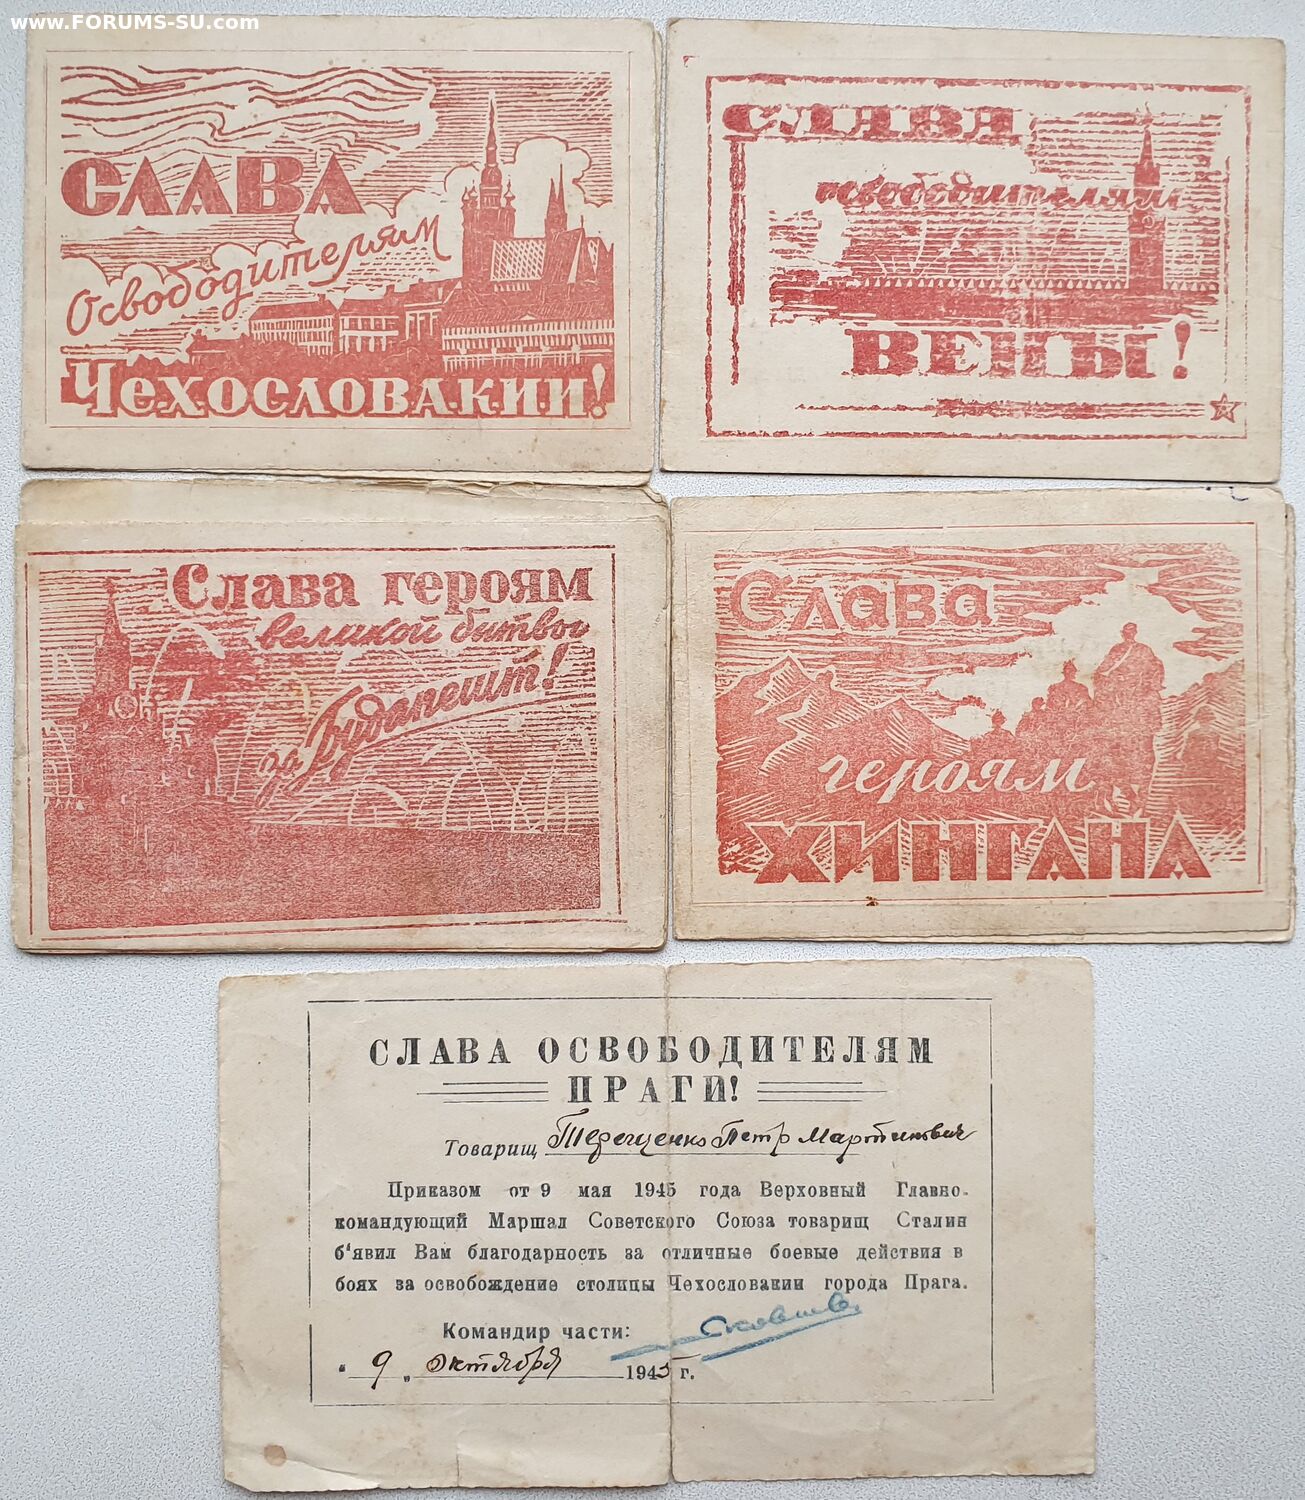 www.FORUMS-SU.com
СЛАВА
Освободителям
Чехословакии!
СЛАВА
освободителям
ВЕНЫ!
Слава героям
великой битвы
за Будапешт!
Слава
героям
ХИНГАНА
СЛАВА ОСВОБОДИТЕЛЯМ
ПРАГИ!
Товарищ Терещенко Петр Мартинович
Приказом от 9 мая 1945 года Верховный Главно-
командующий Маршал Советского Союза товарищ Сталин
б'явил Вам благодарность за отличные боевые действия в
боях за освобождение столицы Чехословакии города Прага.
Командир части:
"9" октября 1945 г.